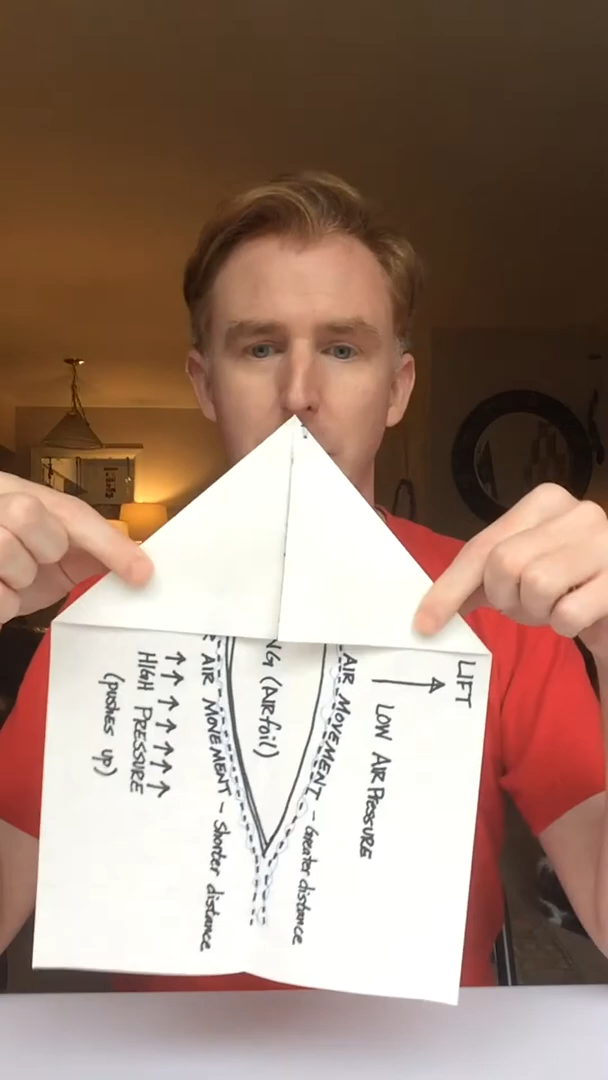 LIFT
LOW AIR PRESSURE
AIR MOVEMENT - Greater distance
NG (AIRfoil)
AIR MOVEMENT - Shorter distance
HIGH PRESSURE
(pushes up)